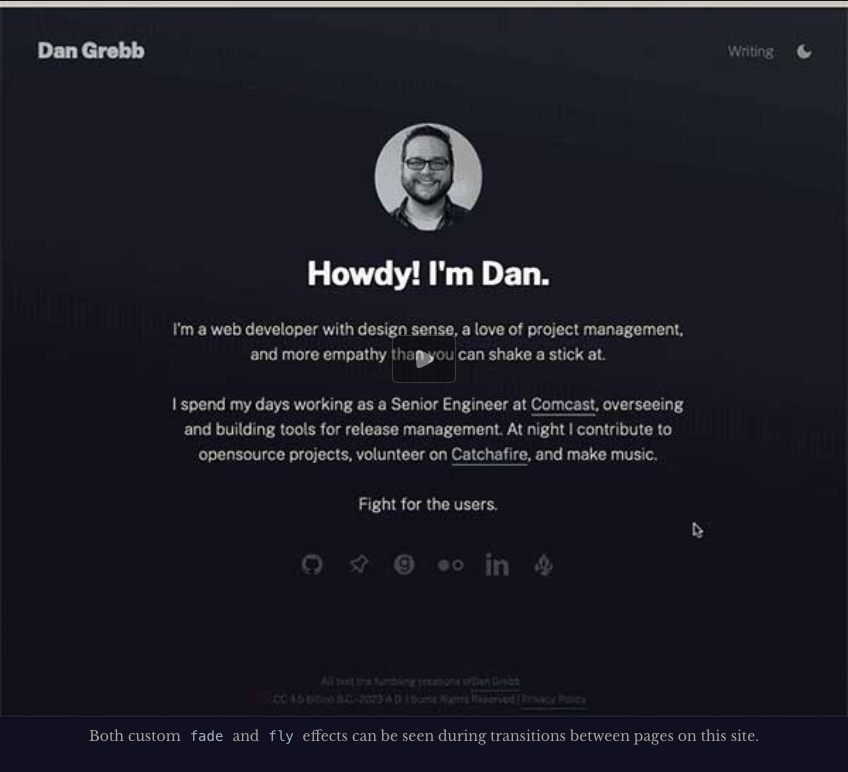 Dan Grebb
Writing
Howdy! I'm Dan.
I'm a web developer with design sense, a love of project management,
and more empathy than you can shake a stick at.
I spend my days working as a Senior Engineer at Comcast, overseeing
and building tools for release management. At night I contribute to
opensource projects, volunteer on Catchafire, and make music.
Fight for the users.
in
All text the fumbling creations of Dan Grebb
CC 4.5 billion B.C.-2023 A.D. | Some Rights Reserved | Privacy Policy
Both custom fade and fly effects can be seen during transitions between pages on this site.